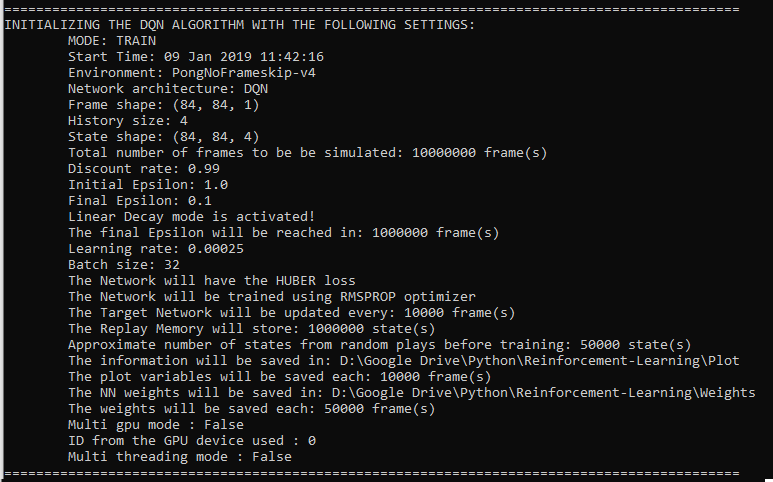 INITIALIZING THE DQN ALGORITHM WITH THE FOLLOWING SETTINGS:
MODE: TRAIN
Start Time: 09 Jan 2019 11:42:16
Environment: PongNoFrameskip-v4
Network architecture: DQN
Frame shape: (84, 84, 1)
History size: 4
State shape: (84, 84, 4)
Total number of frames to be be simulated: 10000000 frame(s)
Discount rate: 0.99
Initial Epsilon: 1.0
Final Epsilon: 0.1
Linear Decay mode is activated!
The final Epsilon will be reached in: 1000000 frame(s)
Learning rate: 0.00025
Batch size: 32
The Network will have the HUBER loss
The Network will be trained using RMSPROP optimizer
The Target Network will be updated every: 10000 frame(s)
The Replay Memory will store: 1000000 state(s)
Approximate number of states from random plays before training: 50000 state(s)
The information will be saved in: D:\Google Drive\Python\Reinforcement-Learning\Plot
The plot variables will be saved each: 10000 frame(s)
The NN weights will be saved in: D:\Google Drive\Python\Reinforcement-Learning\Weights
The weights will be saved each: 50000 frame(s)
Multi gpu mode : False
ID from the GPU device used : 0
Multi threading mode : False